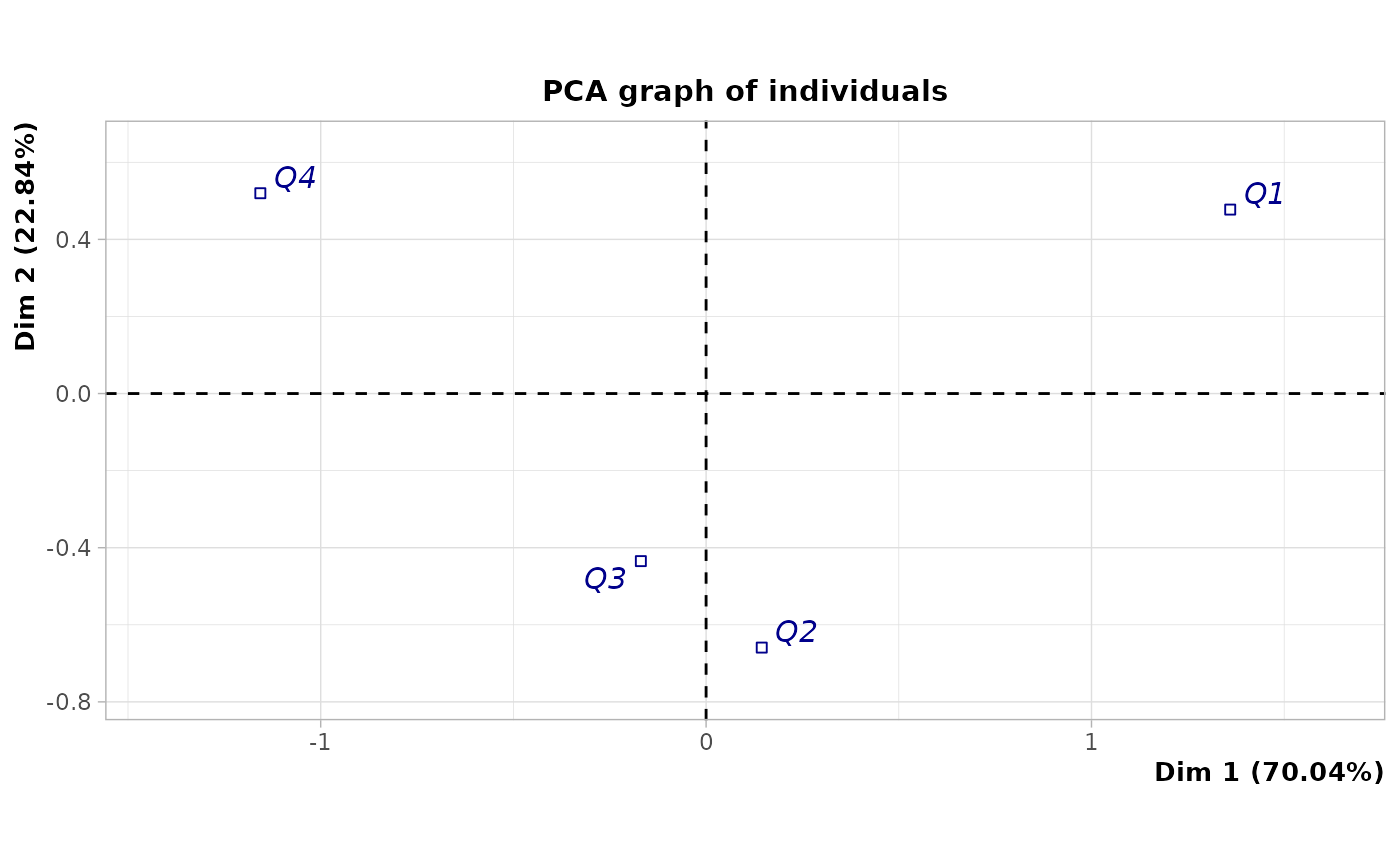 PCA graph of individuals
Dim 2 (22.84%)
Q4
Q1
0.4
0.0
-0.4
Q3
Q2
-0.8
-1
0
1
Dim 1 (70.04%)